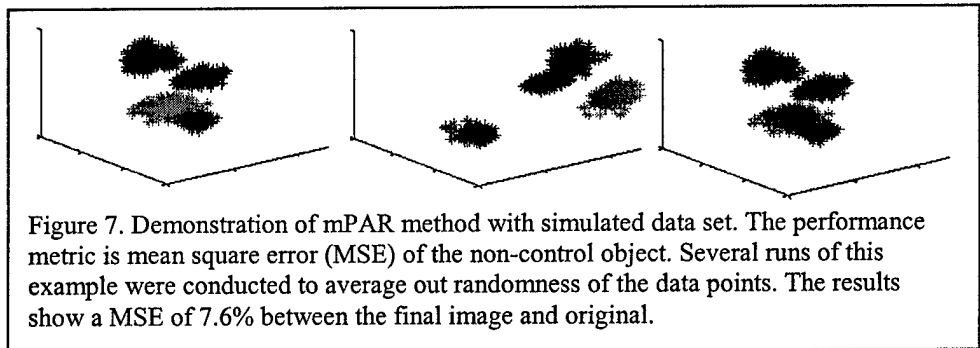 Figure 7. Demonstration of mPAR method with simulated data set. The performance
metric is mean square error (MSE) of the non-control object. Several runs of this
example were conducted to average out randomness of the data points. The results
show a MSE of 7.6% between the final image and original.